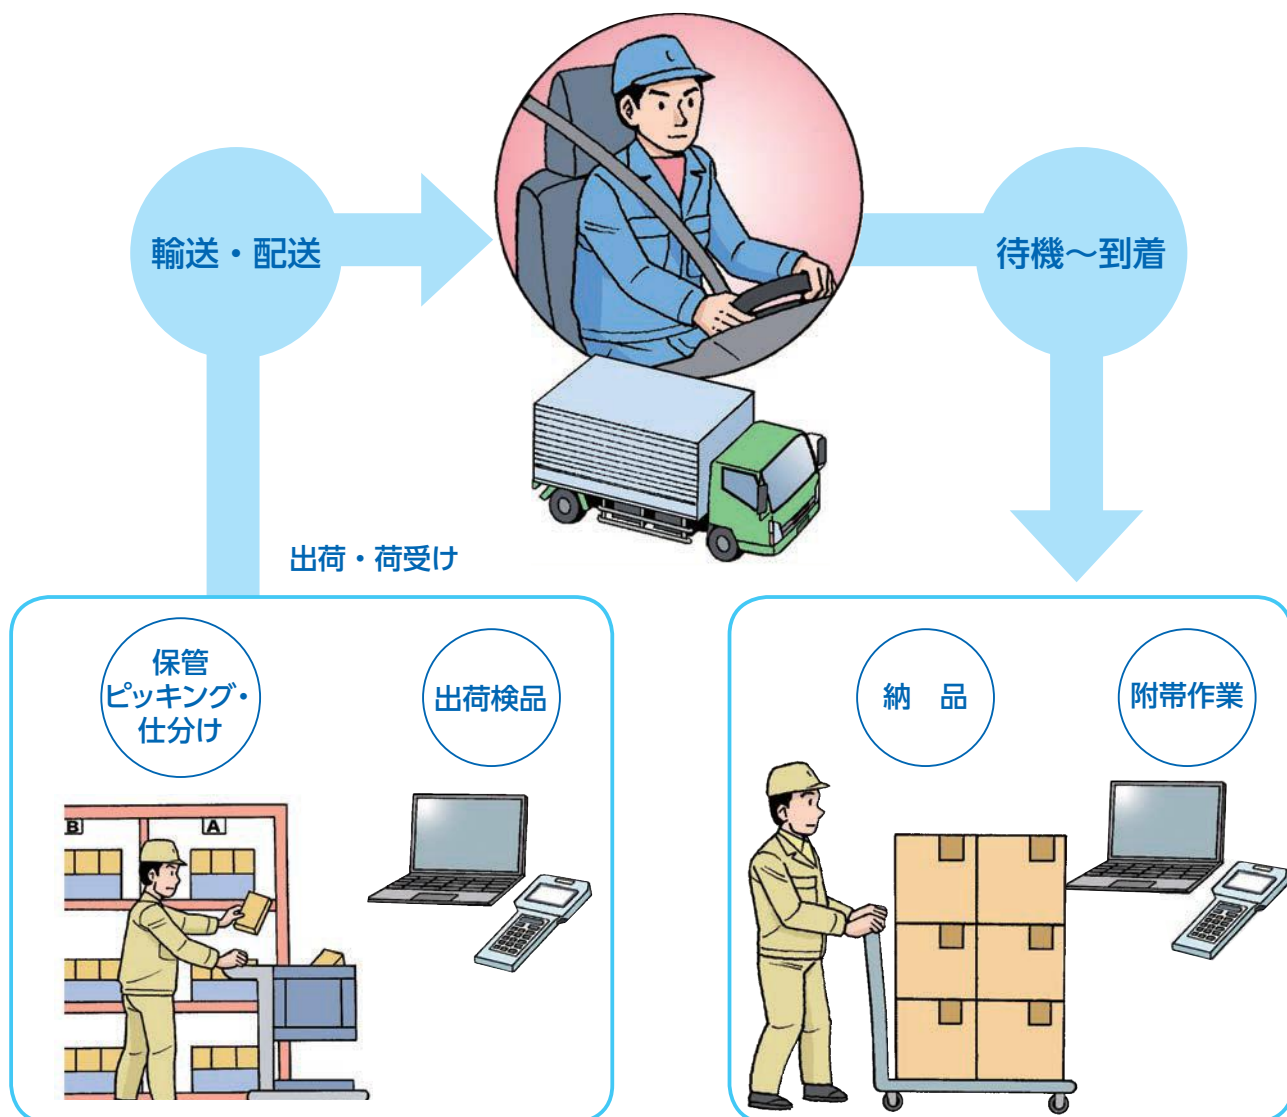 輸送・配送
待機～到着
出荷・荷受け
保管
ピッキング・
仕分け
出荷検品
納　品
附帯作業
B
A